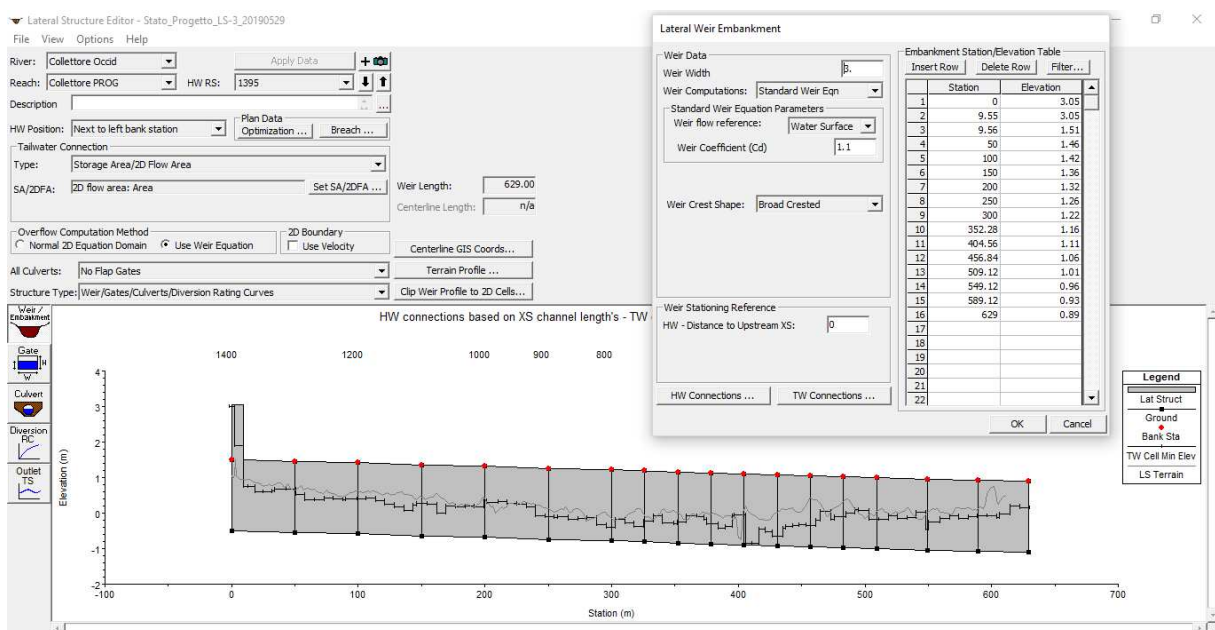 Lateral Structure Editor - Stato_Progetto_LS-3_20190529
File View Options Help
River: Collettore Occid Apply Data
Reach: Collettore PROG HW RS: 1395
Description ...
HW Position: Next to left bank station Plan Data Optimization ... Breach ...
Tailwater Connection
Type: Storage Area/2D Flow Area
SA/2DFA: 2D flow area: Area Set SA/2DFA ... Weir Length: 629.00
Centerline Length: n/a
Overflow Computation Method 2D Boundary
Normal 2D Equation Domain Use Weir Equation Use Velocity Centerline GIS Coords...
All Culverts: No Flap Gates Terrain Profile ...
Structure Type: Weir/Gates/Culverts/Diversion Rating Curves Clip Weir Profile to 2D Cells...
Weir / Embankment
Gate
H
W
Culvert
Diversion RC
Outlet TS
HW connections based on XS channel length's - TW
1400 1200 1000 900 800
Elevation (m)
4
3
2
1
0
-1
-2
-100 0 100 200 300 400 500 600 700
Station (m)
Legend
Lat Struct
Ground
Bank Sta
TW Cell Min Elev
LS Terrain
Lateral Weir Embankment
Weir Data
Weir Width 3.
Weir Computations: Standard Weir Eqn
Standard Weir Equation Parameters
Weir flow reference: Water Surface
Weir Coefficient (Cd) 1.1
Weir Crest Shape: Broad Crested
Weir Stationing Reference
HW - Distance to Upstream XS: 0
HW Connections ... TW Connections ...
Embankment Station/Elevation Table
Insert Row Delete Row Filter...
Station Elevation
1 0 3.05
2 9.55 3.05
3 9.56 1.51
4 50 1.46
5 100 1.42
6 150 1.36
7 200 1.32
8 250 1.26
9 300 1.22
10 352.28 1.16
11 404.56 1.11
12 456.84 1.06
13 509.12 1.01
14 549.12 0.96
15 589.12 0.93
16 629 0.89
17
18
19
20
21
22
OK Cancel